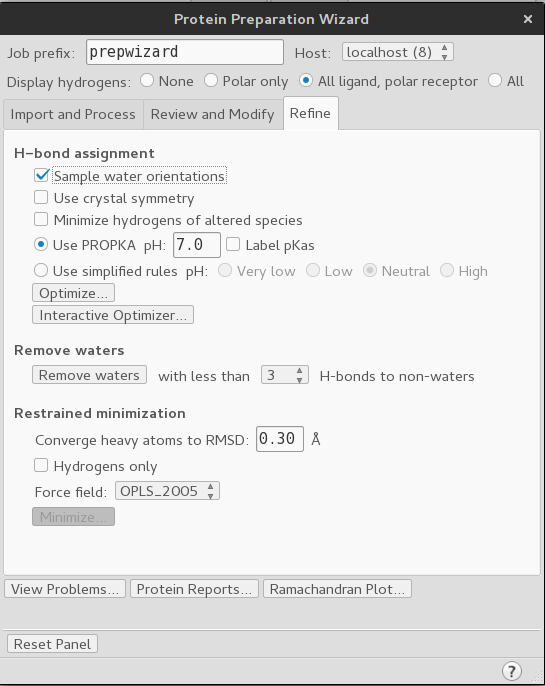 Protein Preparation Wizard ×
Job prefix: prepwizard Host: localhost (8)
Display hydrogens: None Polar only All ligand, polar receptor All
Import and Process Review and Modify Refine
H-bond assignment
Sample water orientations
Use crystal symmetry
Minimize hydrogens of altered species
Use PROPKA pH: 7.0 Label pKas
Use simplified rules pH: Very low Low Neutral High
Optimize...
Interactive Optimizer...
Remove waters
Remove waters with less than 3 H-bonds to non-waters
Restrained minimization
Converge heavy atoms to RMSD: 0.30 Å
Hydrogens only
Force field: OPLS_2005
Minimize...
View Problems... Protein Reports... Ramachandran Plot...
Reset Panel
?